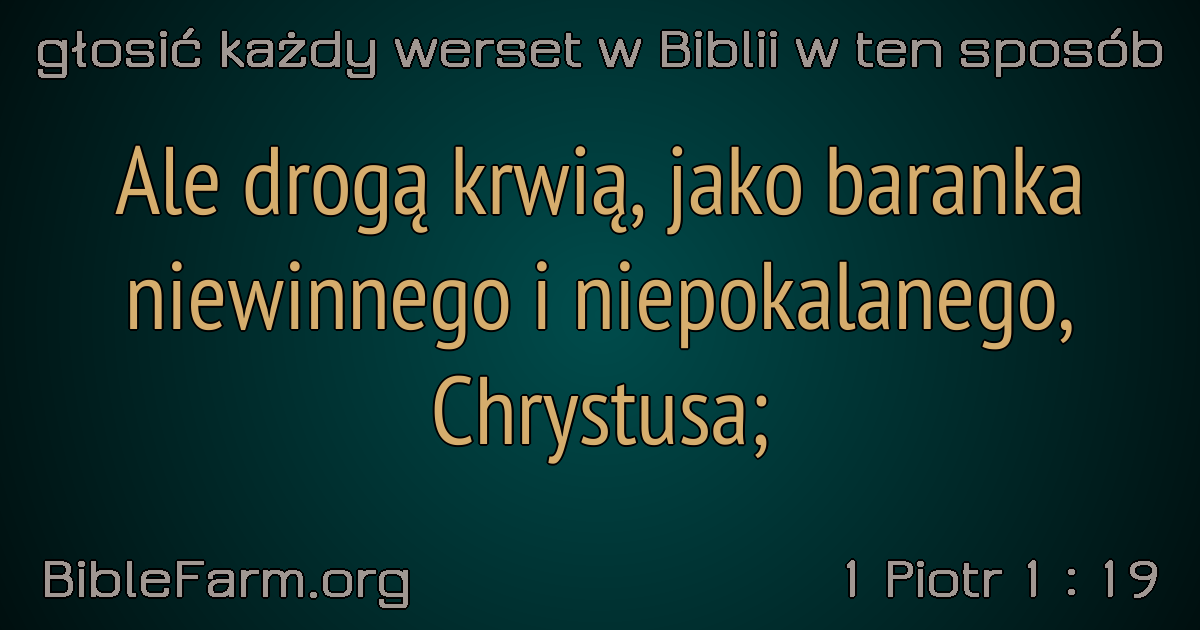 głosić każdy werset w Biblii w ten sposób
Ale drogą krwią, jako baranka
niewinnego i niepokalanego,
Chrystusa;
BibleFarm.org
1 Piotr 1 : 19